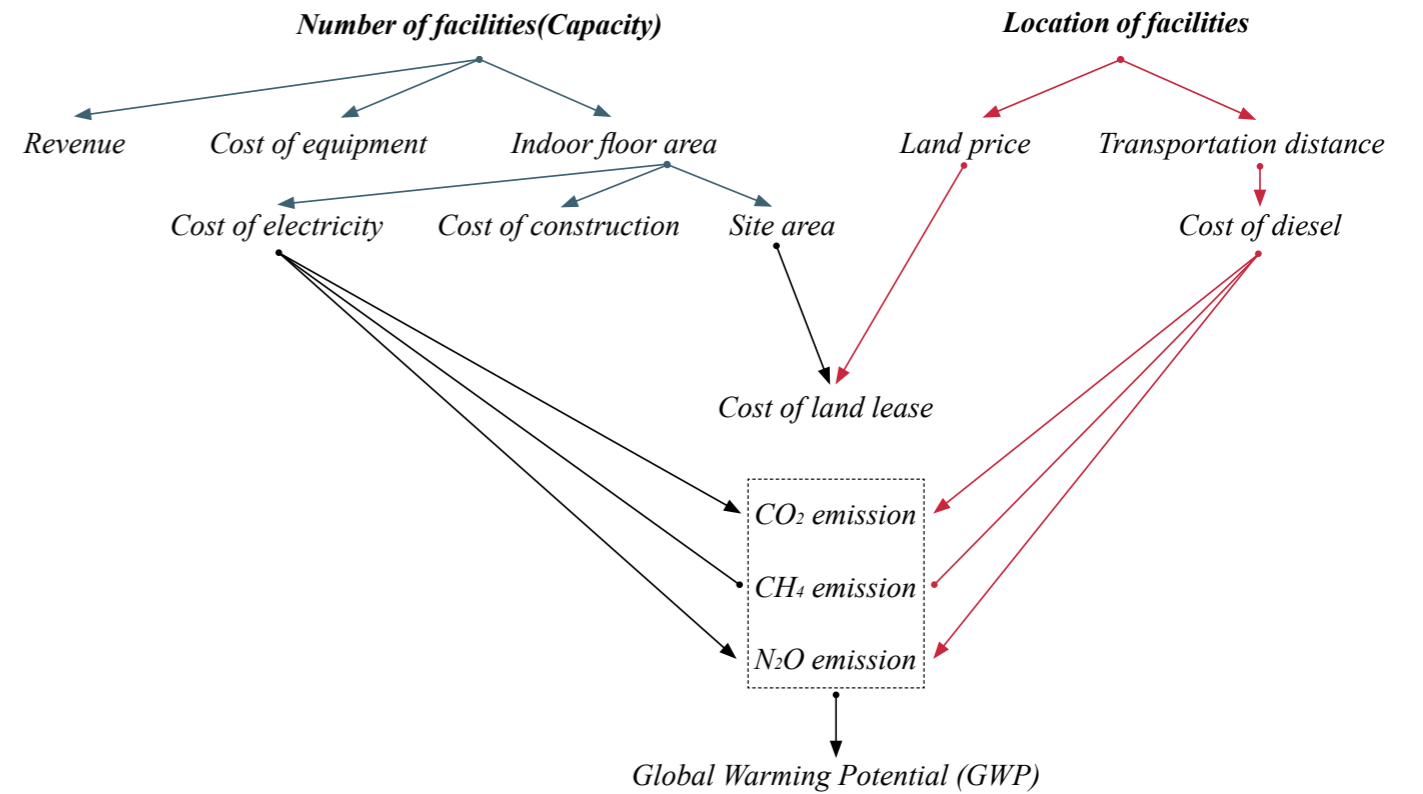 Number of facilities(Capacity)
Location of facilities
Revenue
Cost of equipment
Indoor floor area
Land price
Transportation distance
Cost of electricity
Cost of construction
Site area
Cost of diesel
Cost of land lease
CO₂ emission
CH₄ emission
N₂O emission
Global Warming Potential (GWP)